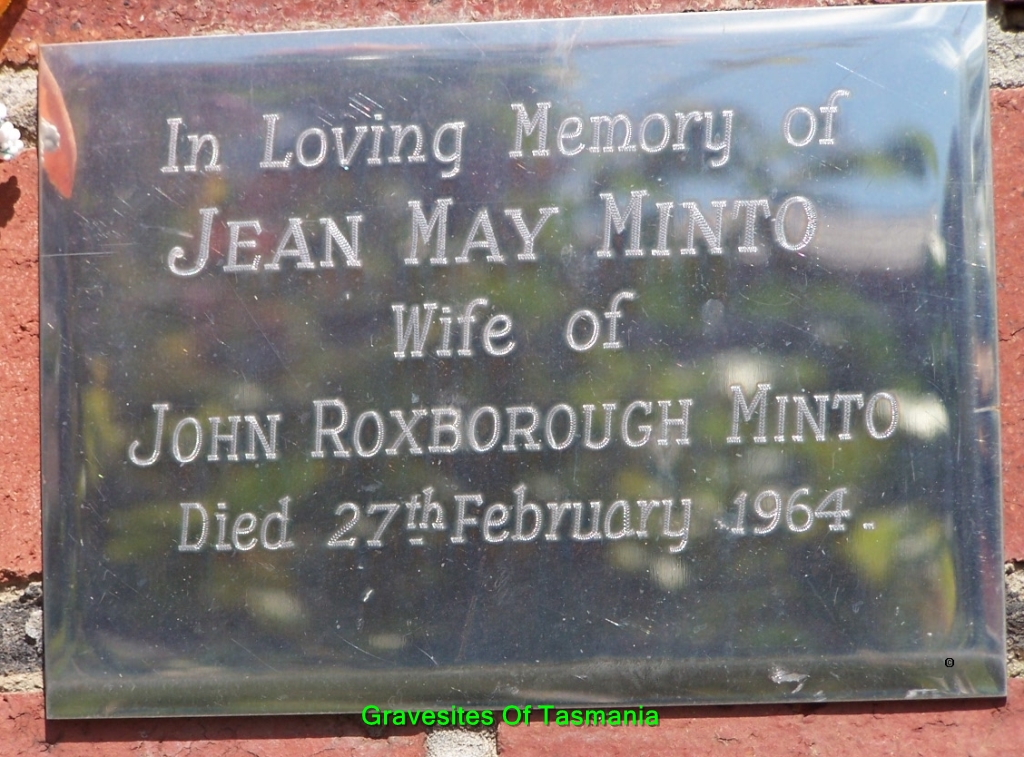 In Loving Memory of
JEAN MAY MINTO
Wife of
JOHN ROXBOROUGH MINTO
Died 27th February 1964.
Gravesites Of Tasmania